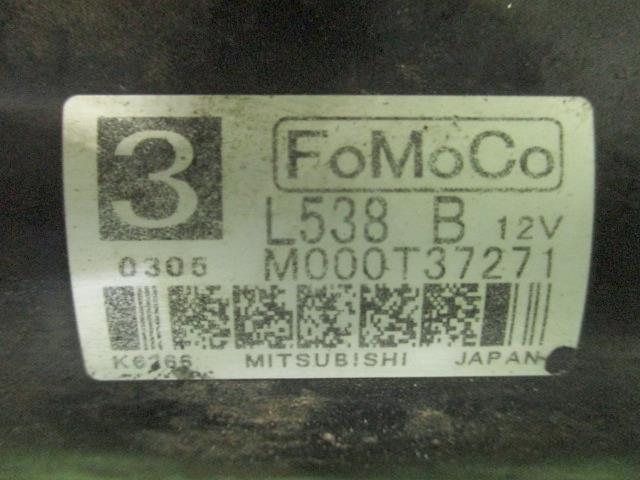 3
FoMoCo
L538 B 12V
0305 M000T37271
MITSUBISHI JAPAN